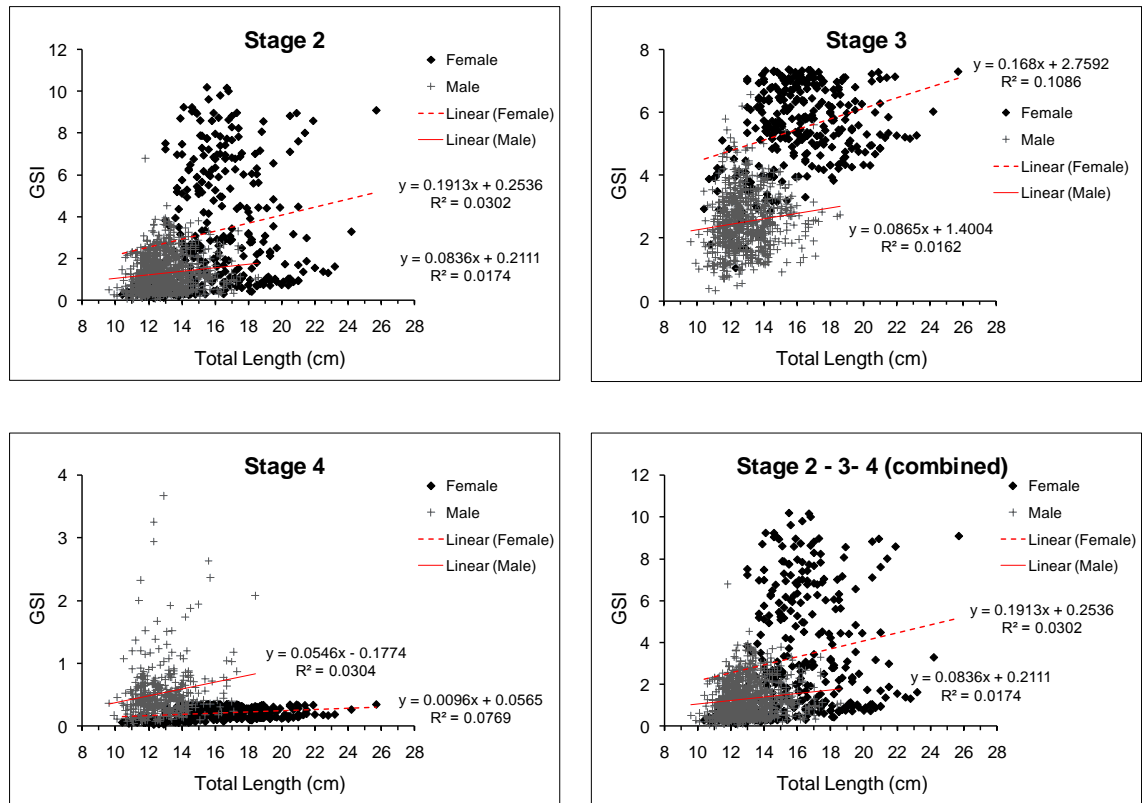 Stage 2
12
10
8
6
4
2
0
GSI
8 10 12 14 16 18 20 22 24 26 28
Total Length (cm)
Female
Male
Linear (Female)
Linear (Male)
y = 0.1913x + 0.2536
R² = 0.0302
y = 0.0836x + 0.2111
R² = 0.0174
Stage 3
8
6
4
2
0
GSI
8 10 12 14 16 18 20 22 24 26 28
Total Length (cm)
y = 0.168x + 2.7592
R² = 0.1086
Female
Male
Linear (Female)
Linear (Male)
y = 0.0865x + 1.4004
R² = 0.0162
Stage 4
4
3
2
1
0
GSI
8 10 12 14 16 18 20 22 24 26 28
Total Length (cm)
Female
Male
Linear (Female)
Linear (Male)
y = 0.0546x - 0.1774
R² = 0.0304
y = 0.0096x + 0.0565
R² = 0.0769
Stage 2 - 3- 4 (combined)
12
10
8
6
4
2
0
GSI
8 10 12 14 16 18 20 22 24 26 28
Total Length (cm)
Female
Male
Linear (Female)
Linear (Male)
y = 0.1913x + 0.2536
R² = 0.0302
y = 0.0836x + 0.2111
R² = 0.0174